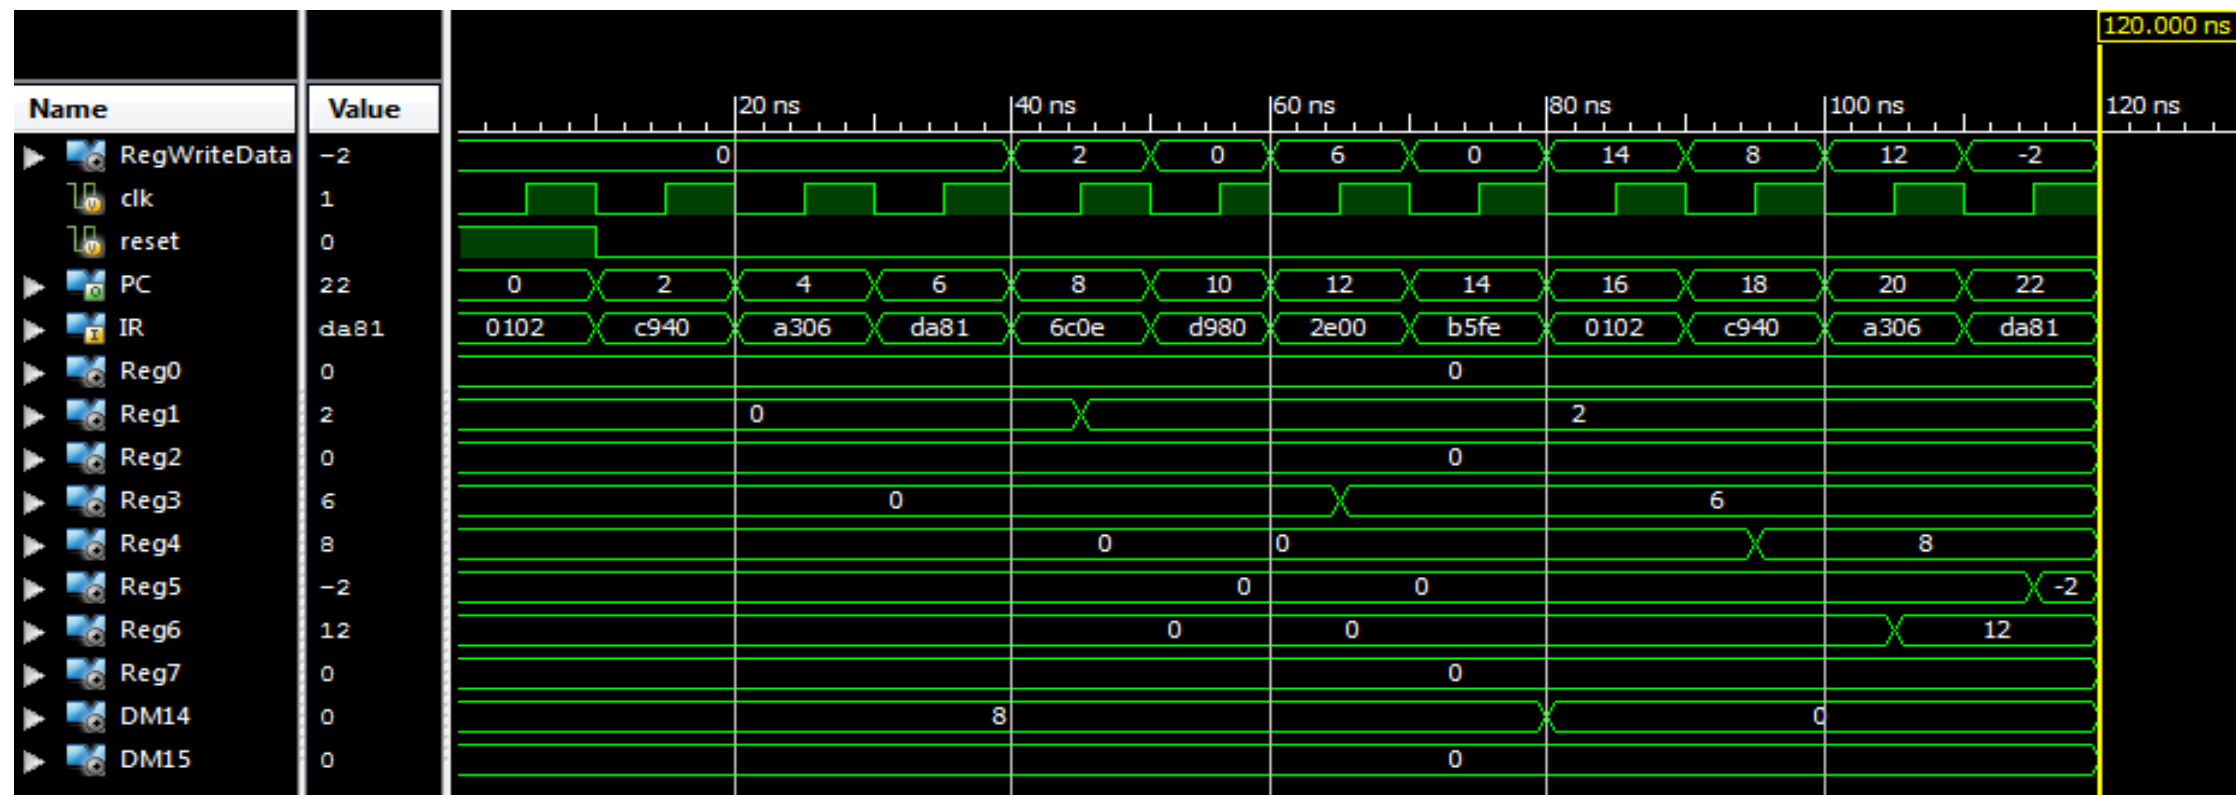 120.000 ns
Name Value 20 ns 40 ns 60 ns 80 ns 100 ns 120 ns
RegWriteData -2 0 2 0 6 0 14 8 12 -2
clk 1
reset 0
PC 22 0 2 4 6 8 10 12 14 16 18 20 22
IR da81 0102 c940 a306 da81 6c0e d980 2e00 b5fe 0102 c940 a306 da81
Reg0 0 0
Reg1 2 0 2
Reg2 0 0
Reg3 6 0 6
Reg4 8 0 0 8
Reg5 -2 0 0 -2
Reg6 12 0 0 12
Reg7 0 0
DM14 0 8 0
DM15 0 0